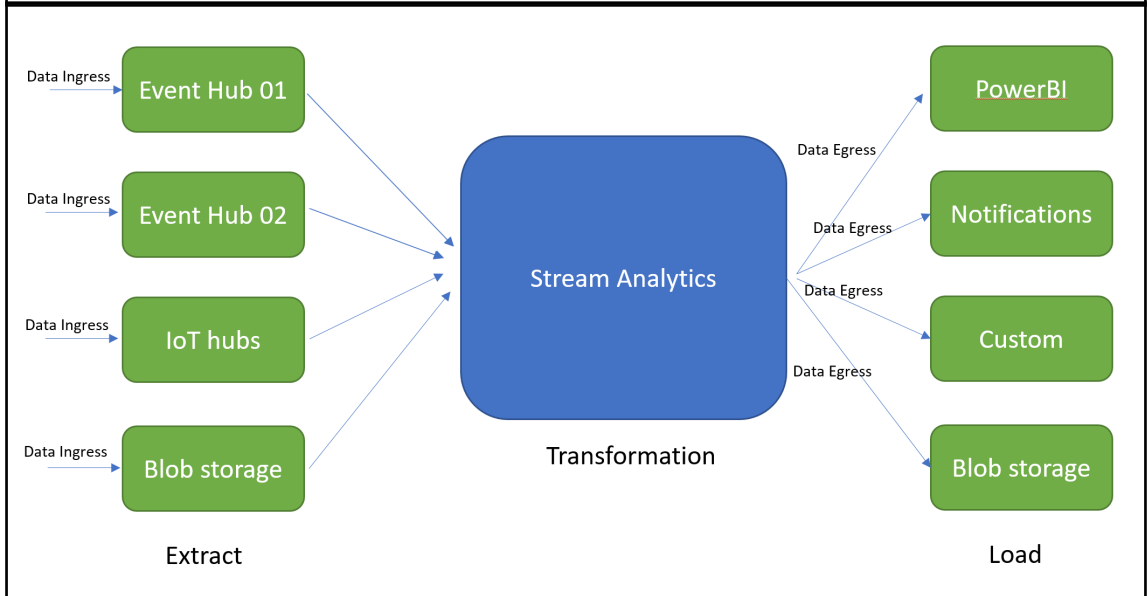 Data Ingress
Event Hub 01
Data Ingress
Event Hub 02
Data Ingress
IoT hubs
Data Ingress
Blob storage
Extract
Stream Analytics
Transformation
Data Egress
PowerBI
Data Egress
Notifications
Data Egress
Custom
Data Egress
Blob storage
Load